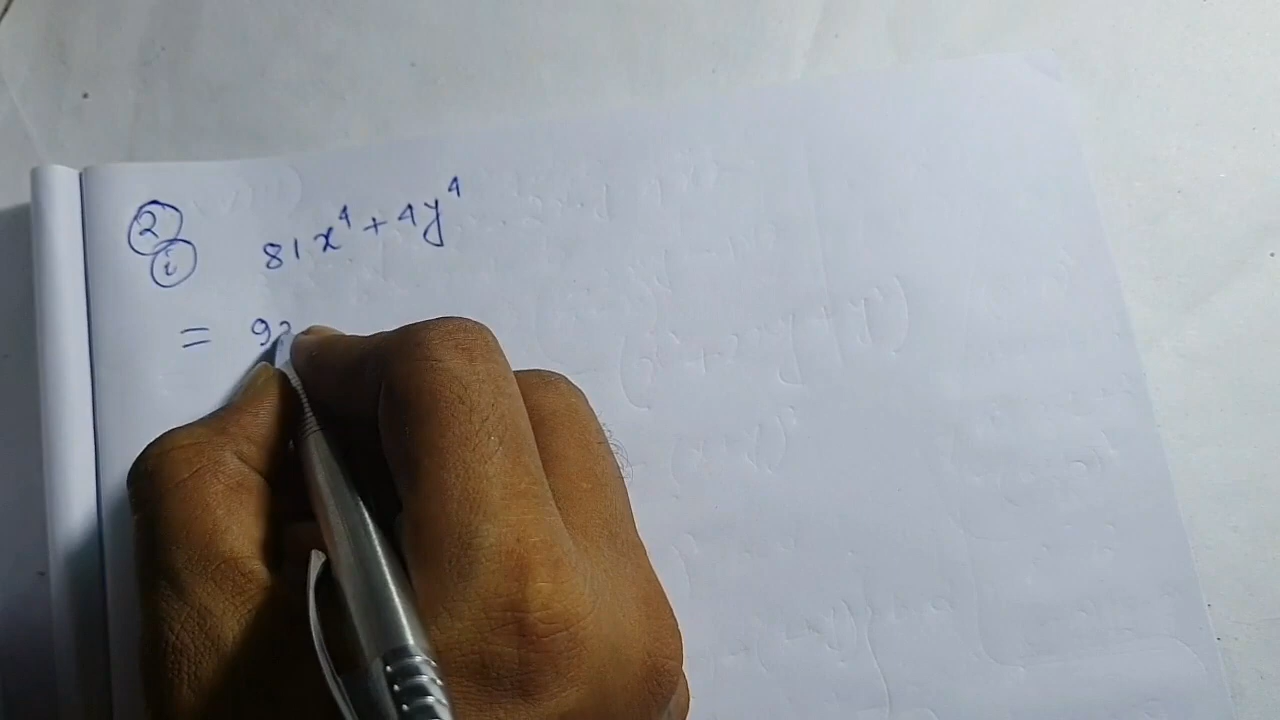 ② 
ⓘ 81x⁴ + 4y⁴
= 9